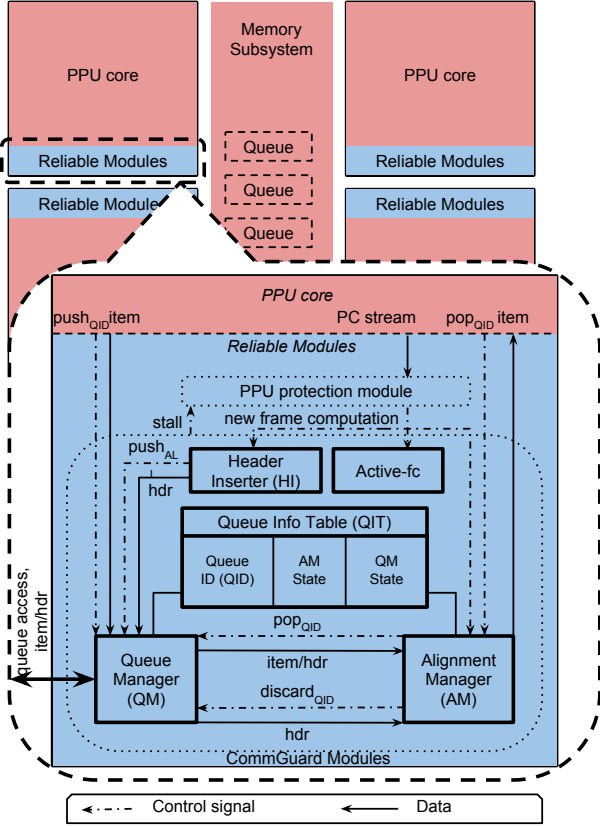 Memory
Subsystem
PPU core
PPU core
Queue
Reliable Modules
Reliable Modules
Queue
Reliable Module
Reliable Modules
Queue
PPU core
pushQID item
PC stream
popQID item
Reliable Modules
PPU protection module
stall
new frame computation
pushAL
Header
Inserter (HI)
Active-fc
hdr
Queue Info Table (QIT)
Queue
ID (QID)
AM
State
QM
State
queue access,
item/hdr
popQID
Queue
Manager
(QM)
item/hdr
Alignment
Manager
(AM)
discardQID
hdr
CommGuard Modules
Control signal
Data